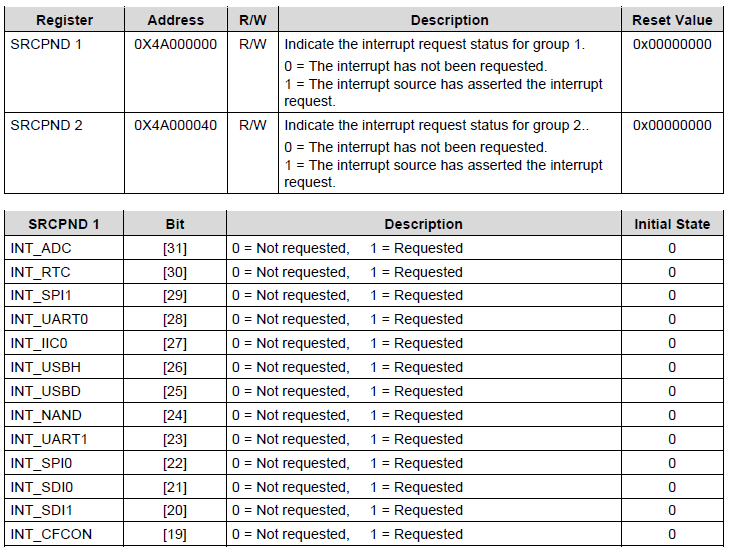 Register Address R/W Description Reset Value
SRCPND 1 0X4A000000 R/W Indicate the interrupt request status for group 1. 0x00000000
0 = The interrupt has not been requested.
1 = The interrupt source has asserted the interrupt
request.
SRCPND 2 0X4A000040 R/W Indicate the interrupt request status for group 2.. 0x00000000
0 = The interrupt has not been requested.
1 = The interrupt source has asserted the interrupt
request.
SRCPND 1 Bit Description Initial State
INT_ADC [31] 0 = Not requested, 1 = Requested 0
INT_RTC [30] 0 = Not requested, 1 = Requested 0
INT_SPI1 [29] 0 = Not requested, 1 = Requested 0
INT_UART0 [28] 0 = Not requested, 1 = Requested 0
INT_IIC0 [27] 0 = Not requested, 1 = Requested 0
INT_USBH [26] 0 = Not requested, 1 = Requested 0
INT_USBD [25] 0 = Not requested, 1 = Requested 0
INT_NAND [24] 0 = Not requested, 1 = Requested 0
INT_UART1 [23] 0 = Not requested, 1 = Requested 0
INT_SPI0 [22] 0 = Not requested, 1 = Requested 0
INT_SDI0 [21] 0 = Not requested, 1 = Requested 0
INT_SDI1 [20] 0 = Not requested, 1 = Requested 0
INT_CFCON [19] 0 = Not requested, 1 = Requested 0